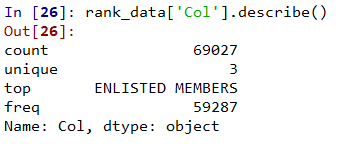 In [26]: rank_data['Col'].describe()
Out[26]:
count 69027
unique 3
top ENLISTED MEMBERS
freq 59287
Name: Col, dtype: object